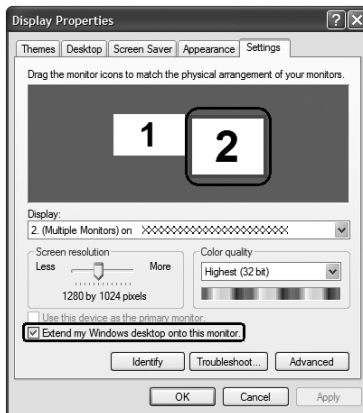 Display Properties
Themes Desktop Screen Saver Appearance Settings
Drag the monitor icons to match the physical arrangement of your monitors.
1 2
Display:
2. (Multiple Monitors) on XXXXXXXXXXXXXXXXXXXXXXXX
Screen resolution Color quality
Less More Highest (32 bit)
1280 by 1024 pixels
Use this device as the primary monitor.
Extend my Windows desktop onto this monitor.
Identify Troubleshoot... Advanced
OK Cancel Apply